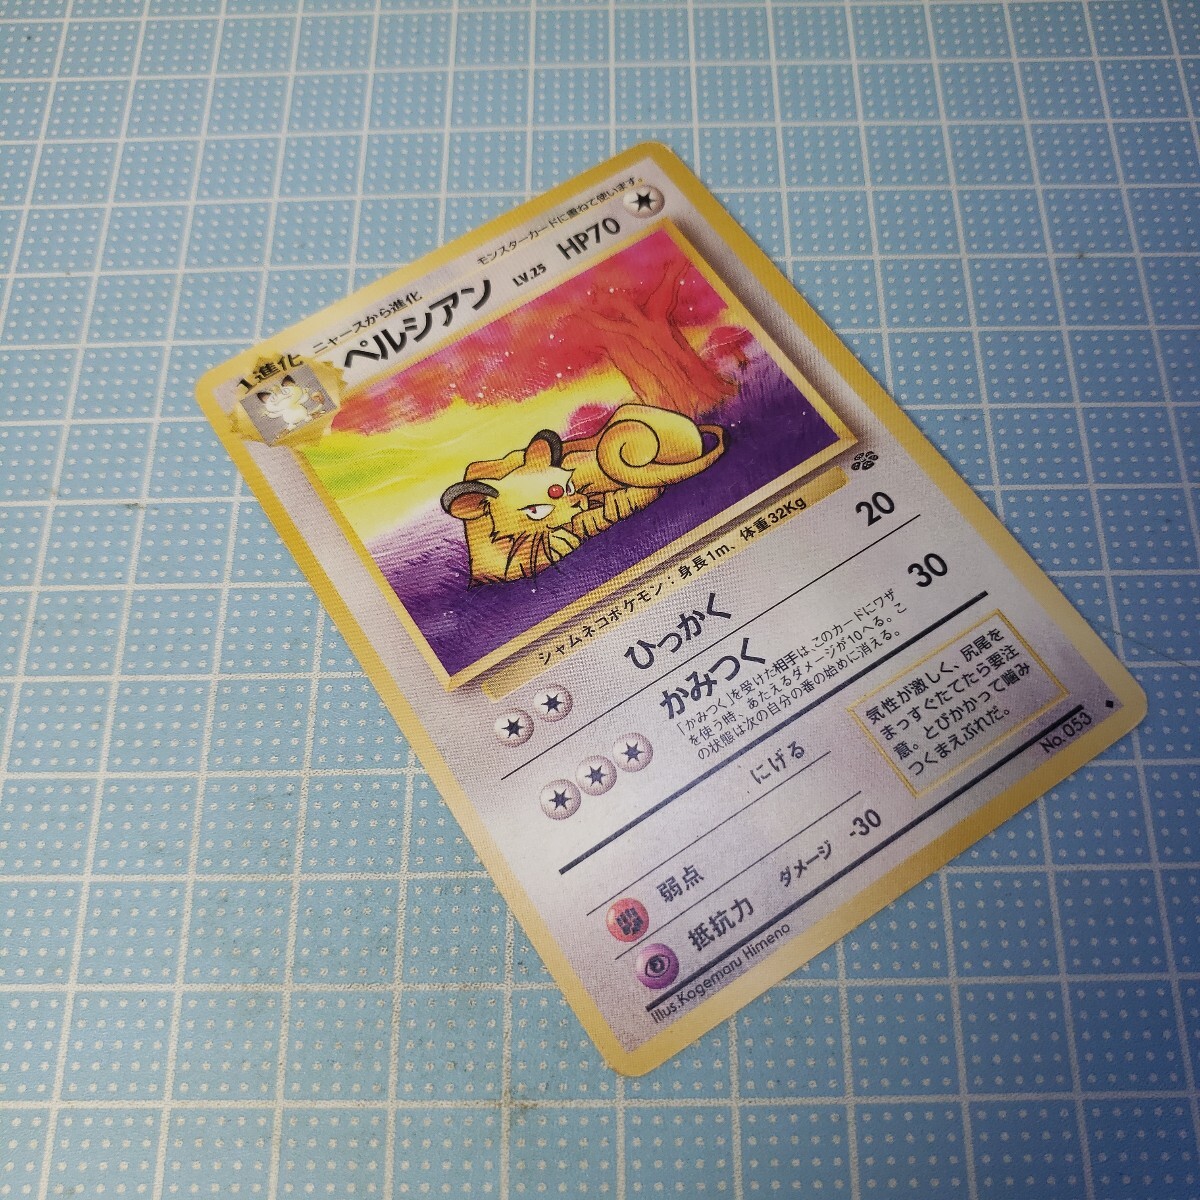 モンスターカードに重ねて使います。
ニャースから進化
1進化
ペルシアン
LV.25
HP70
シャムネコポケモン：身長1m、体重32Kg
ひっかく
20
かみつく
30
「かみつく」を受けた相手は、このカードにワザ
を使う時、あたえるダメージが10へる。こ
の状態は次の自分の番の始めに消える。
にげる
弱点
抵抗力
ダメージ -30
気性が激しく、尻尾を
まっすぐたてたら要注
意。とびかかって噛み
つくまえぶれだ。
Illus.Kogemaru Himeno
No.053